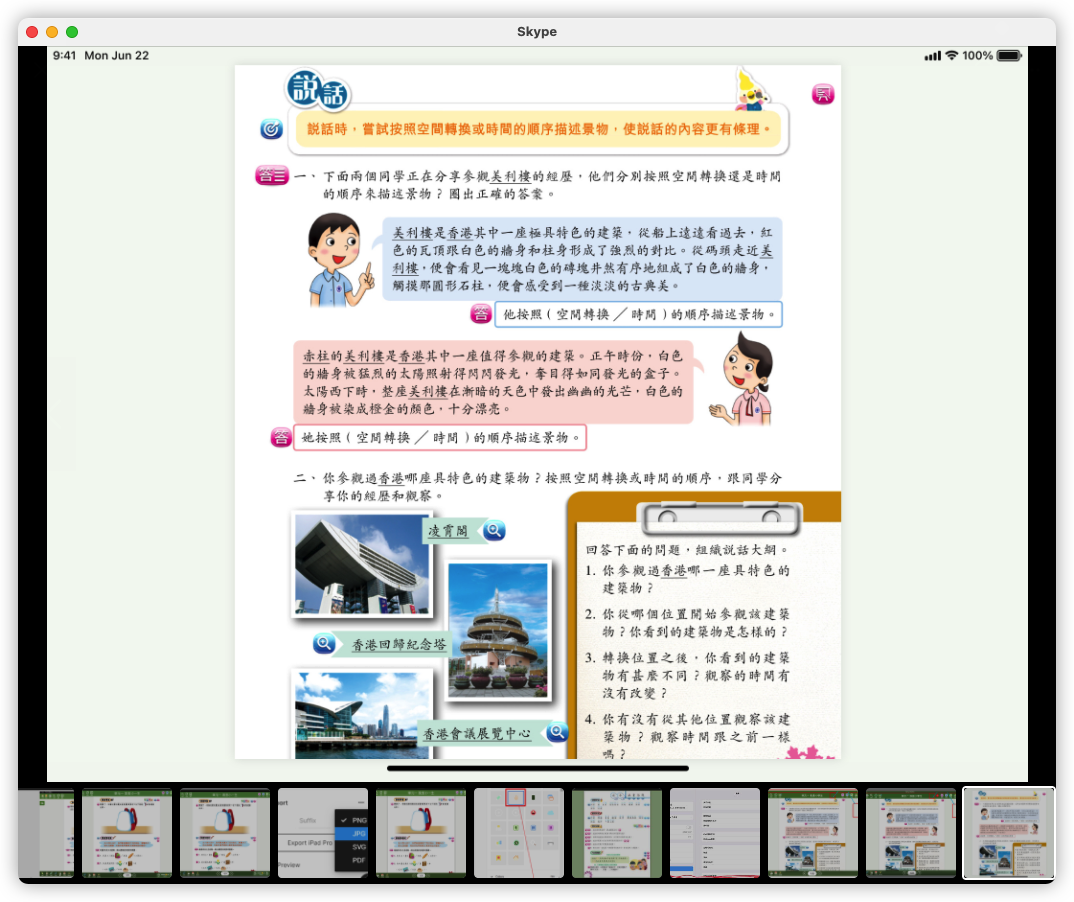 Skype
9:41 Mon Jun 22
100%
説話
説話時，嘗試按照空間轉換或時間的順序描述景物，使說話的內容更有條理。
答三
一、下面兩個同學正在分享參觀美利樓的經歷，他們分別按照空間轉換還是時間
的順序來描述景物？圈出正確的答案。
美利樓是香港其中一座極具特色的建築，從船上遠遠看過去，紅
色的瓦頂跟白色的牆身和柱身形成了強烈的對比。從碼頭走近美
利樓，便會看見一塊塊白色的磚塊井然有序地組成了白色的牆身，
觸摸那圓形石柱，便會感受到一種淡淡的古典美。
答
他按照（空間轉換／時間）的順序描述景物。
赤柱的美利樓是香港其中一座值得參觀的建築。正午時份，白色
的牆身被猛烈的太陽照射得閃閃發光，奪目得如同發光的盒子。
太陽西下時，整座美利樓在漸暗的天色中發出幽幽的光芒，白色的
牆身被染成橙金的顏色，十分漂亮。
答
她按照（空間轉換／時間）的順序描述景物。
二、你參觀過香港哪座具特色的建築物？按照空間轉換或時間的順序，跟同學分
享你的經歷和觀察。
凌霄閣
香港回歸紀念塔
香港會議展覽中心
回答下面的問題，組織說話大綱。
1. 你參觀過香港哪一座具特色的
建築物？
2. 你從哪個位置開始參觀該建築
物？你看到的建築物是怎樣的？
3. 轉換位置之後，你看到的建築
物有甚麼不同？觀察的時間有
沒有改變？
4. 你有沒有從其他位置觀察該建
築物？觀察時間跟之前一樣
嗎？
ort
Suffix
Export iPad Pro
Preview
PNG
JPG
SVG
PDF